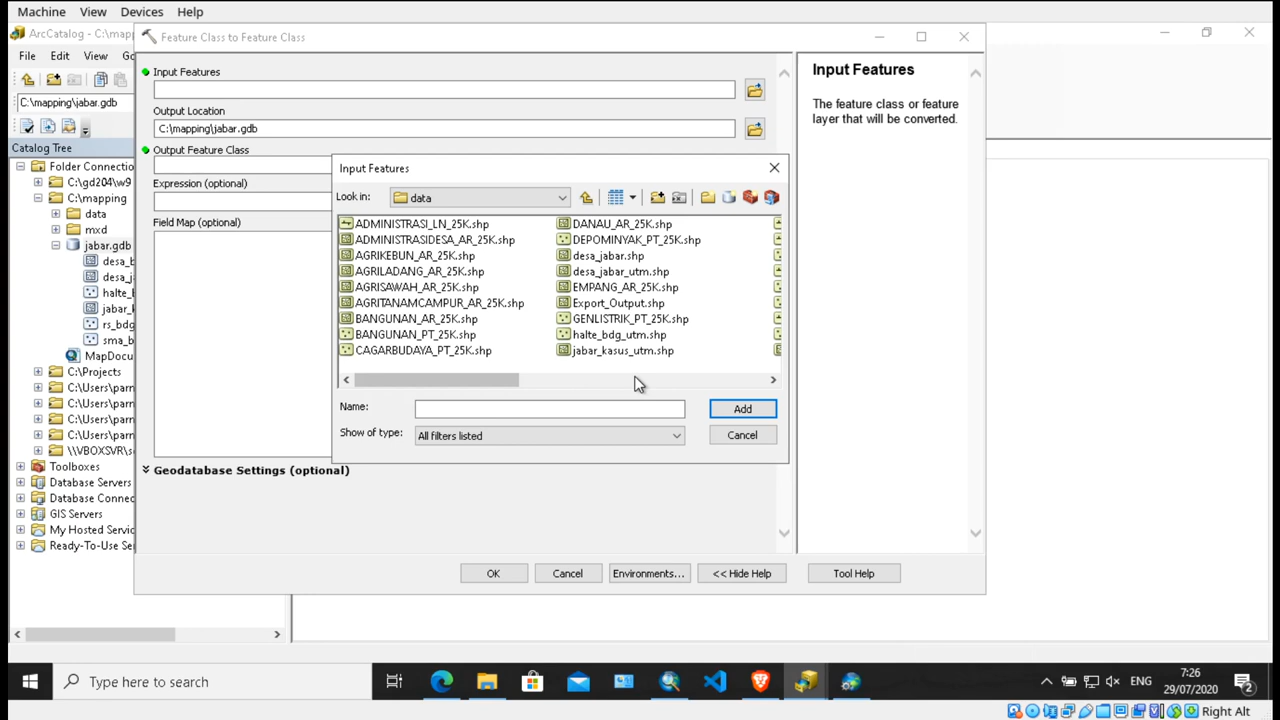 Machine View Devices Help
ArcCatalog - C:\mapp
Feature Class to Feature Class
File Edit View
C:\mapping\jabar.gdb
Catalog Tree
Folder Connectio
C:\gd204\w9
C:\mapping
data
mxd
jabar.gdb
desa_b
desa_j
halte_b
jabar_k
rs_bdg
sma_b
MapDocu
C:\Projects
C:\Users\parn
C:\Users\parn
C:\Users\parn
C:\Users\parn
\\VBOXSVR\s
Toolboxes
Database Servers
Database Connec
GIS Servers
My Hosted Servic
Ready-To-Use Se
Input Features
Output Location
C:\mapping\jabar.gdb
Output Feature Class
Expression (optional)
Field Map (optional)
Geodatabase Settings (optional)
OK Cancel Environments... << Hide Help Tool Help
Input Features
The feature class or feature
layer that will be converted.
Input Features
Look in: data
ADMINISTRASI_LN_25K.shp
ADMINISTRASIDESA_AR_25K.shp
AGRIKEBUN_AR_25K.shp
AGRILADANG_AR_25K.shp
AGRISAWAH_AR_25K.shp
AGRITANAMCAMPUR_AR_25K.shp
BANGUNAN_AR_25K.shp
BANGUNAN_PT_25K.shp
CAGARBUDAYA_PT_25K.shp
DANAU_AR_25K.shp
DEPOMINYAK_PT_25K.shp
desa_jabar.shp
desa_jabar_utm.shp
EMPANG_AR_25K.shp
Export_Output.shp
GENLISTRIK_PT_25K.shp
halte_bdg_utm.shp
jabar_kasus_utm.shp
Name: Add
Show of type: All filters listed Cancel
Type here to search
ENG
7:26
29/07/2020
2
Right Alt